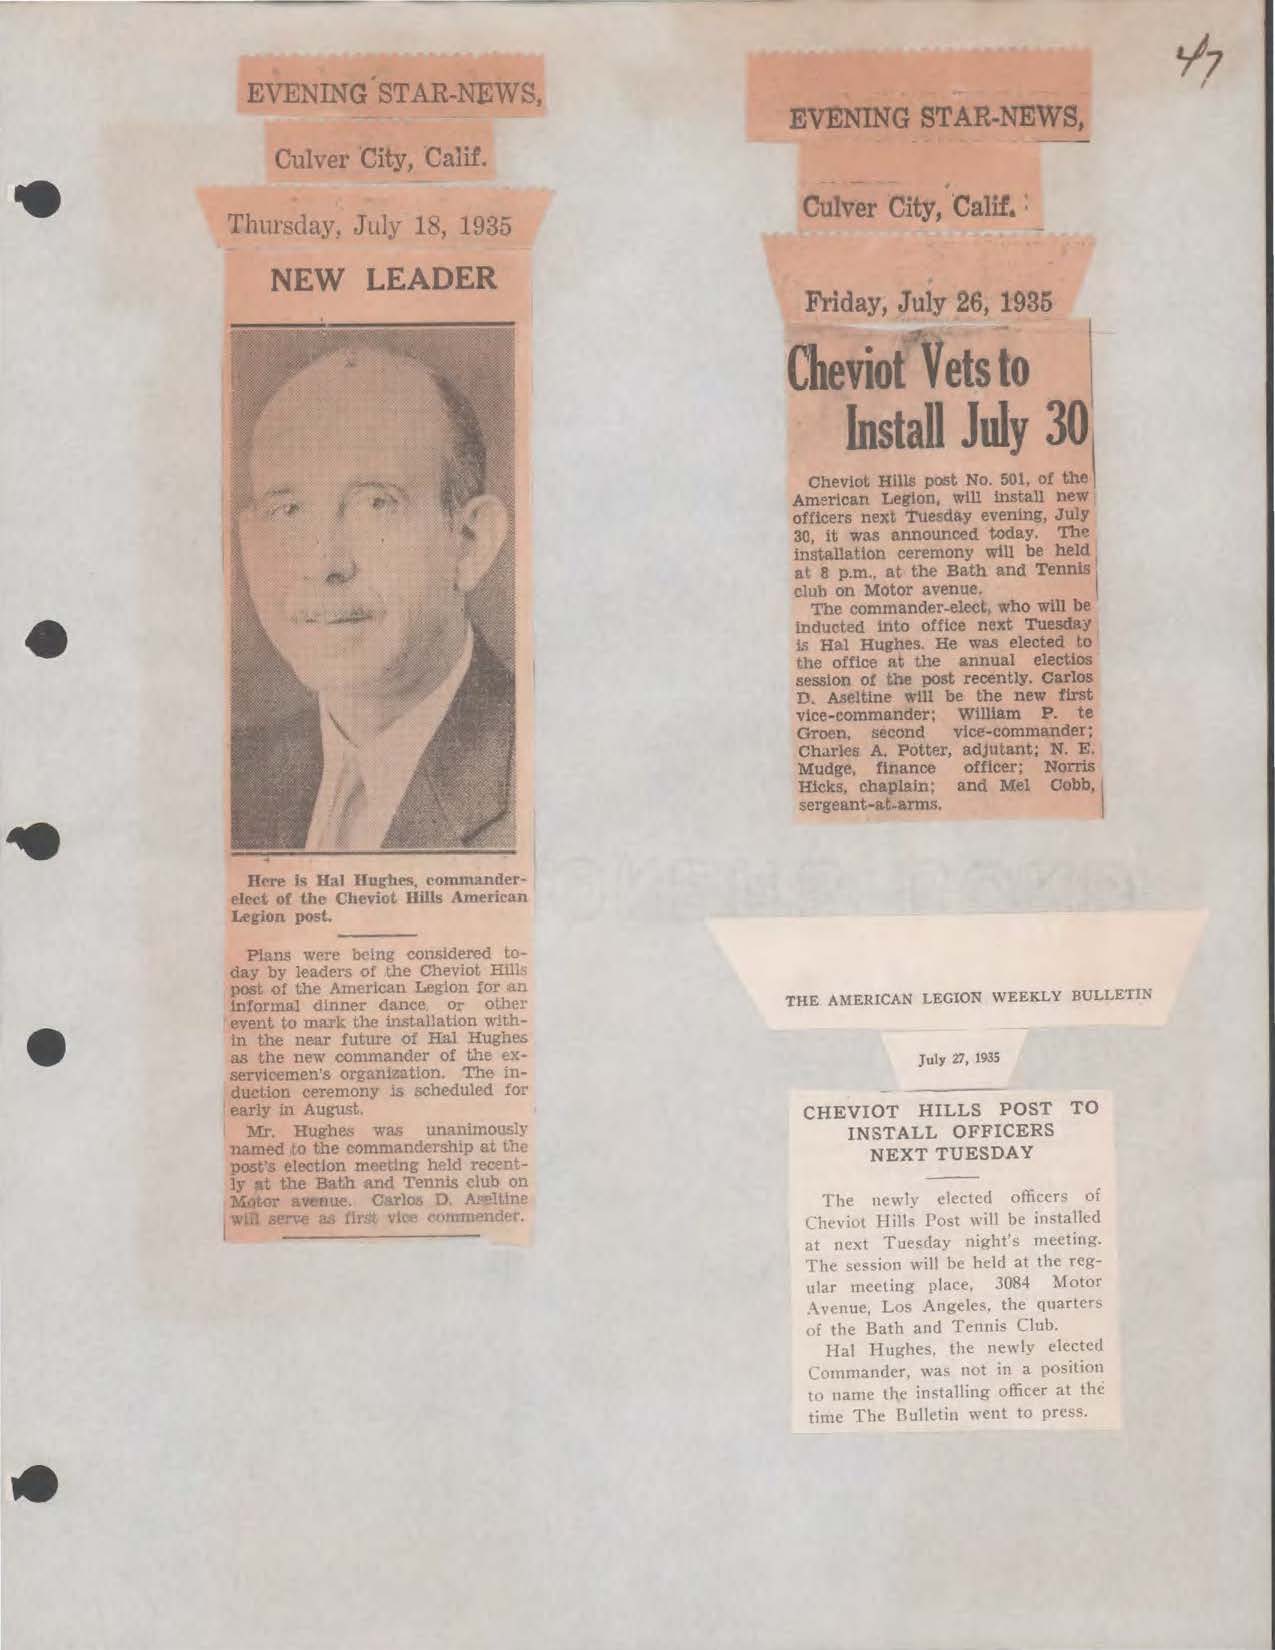 47
EVENING STAR-NEWS,
Culver City, Calif.
Thursday, July 18, 1935
NEW LEADER
Here is Hal Hughes, commander-
elect of the Cheviot Hills American
Legion post.
Plans were being considered to-
day by leaders of the Cheviot Hills
post of the American Legion for an
informal dinner dance, or other
event to mark the installation with-
in the near future of Hal Hughes
as the new commander of the ex-
servicemen's organization. The in-
duction ceremony is scheduled for
early in August.
Mr. Hughes was unanimously
named to the commandership at the
post's election meeting held recent-
ly at the Bath and Tennis club on
Motor avenue. Carlos D. Aseltine
will serve as first vice commender.
EVENING STAR-NEWS,
Culver City, Calif.
Friday, July 26, 1935
Cheviot Vets to
Install July 30
Cheviot Hills post No. 501, of the
American Legion, will install new
officers next Tuesday evening, July
30, it was announced today. The
installation ceremony will be held
at 8 p.m., at the Bath and Tennis
club on Motor avenue.
The commander-elect, who will be
inducted into office next Tuesday
is Hal Hughes. He was elected to
the office at the annual electios
session of the post recently. Carlos
D. Aseltine will be the new first
vice-commander; William P. te
Groen, second vice-commander;
Charles A. Potter, adjutant; N. E.
Mudge, finance officer; Norris
Hicks, chaplain; and Mel Cobb,
sergeant-at-arms.
THE AMERICAN LEGION WEEKLY BULLETIN
July 27, 1935
CHEVIOT HILLS POST TO
INSTALL OFFICERS
NEXT TUESDAY
The newly elected officers of
Cheviot Hills Post will be installed
at next Tuesday night's meeting.
The session will be held at the reg-
ular meeting place, 3084 Motor
Avenue, Los Angeles, the quarters
of the Bath and Tennis Club.
Hal Hughes, the newly elected
Commander, was not in a position
to name the installing officer at the
time The Bulletin went to press.